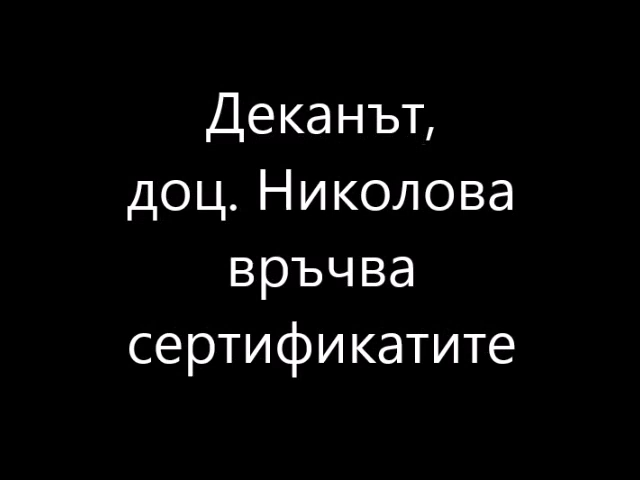 Деканът,
доц. Николова
връчва
сертификатите